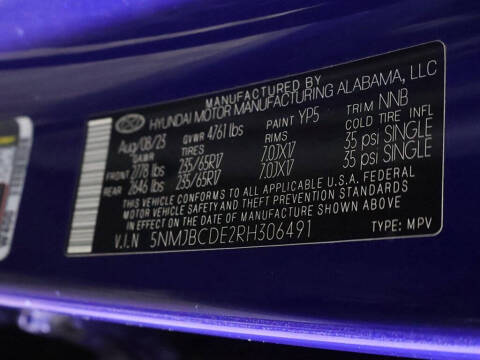 MANUFACTURED BY
HYUNDAI MOTOR MANUFACTURING ALABAMA, LLC
Aug/08/23 GVWR 4761 lbs PAINT YP5 TRIM NNB
GAWR TIRES RIMS COLD TIRE INFL
FRONT 2778 lbs 235/65R17 7.0JX17 35 psi SINGLE
REAR 2646 lbs 235/65R17 7.0JX17 35 psi SINGLE
THIS VEHICLE CONFORMS TO ALL APPLICABLE U.S.A. FEDERAL
MOTOR VEHICLE SAFETY AND THEFT PREVENTION STANDARDS
IN EFFECT ON THE DATE OF MANUFACTURE SHOWN ABOVE
V.I.N 5NMJBCDE2RH306491 TYPE: MPV